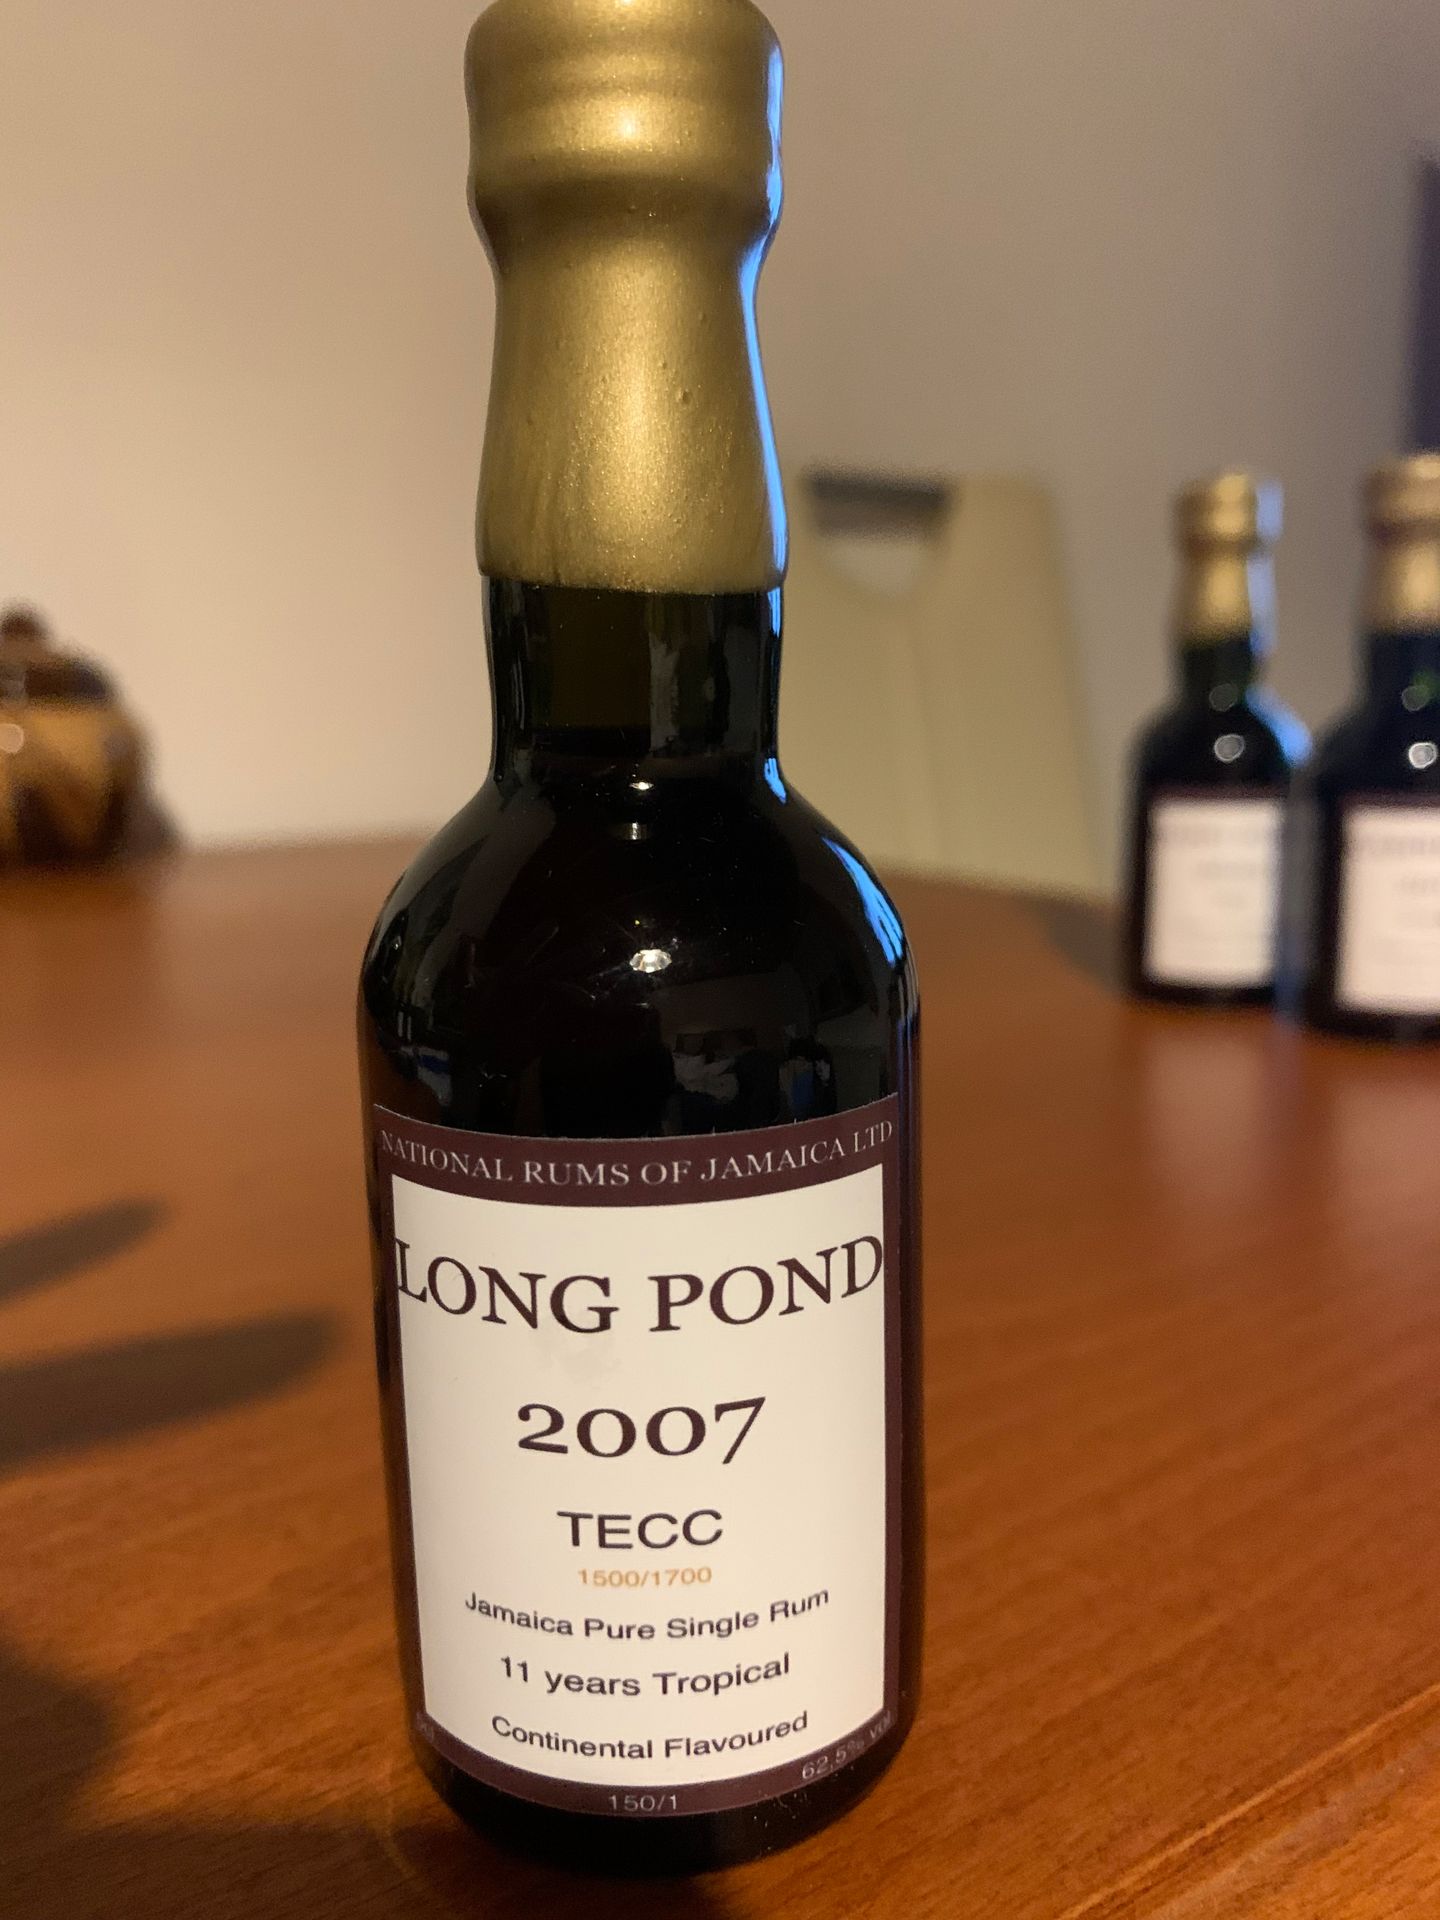 NATIONAL RUMS OF JAMAICA LTD
LONG POND
2007
TECC
1500/1700
Jamaica Pure Single Rum
11 years Tropical
Continental Flavoured
62,5% vol
150/1